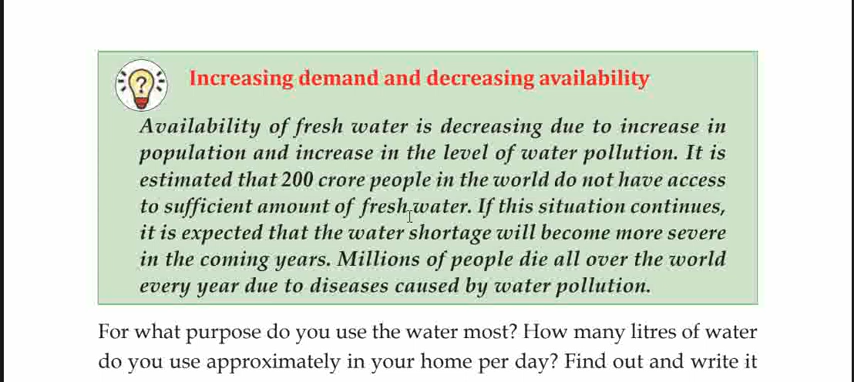 Increasing demand and decreasing availability
Availability of fresh water is decreasing due to increase in
population and increase in the level of water pollution. It is
estimated that 200 crore people in the world do not have access
to sufficient amount of fresh water. If this situation continues,
it is expected that the water shortage will become more severe
in the coming years. Millions of people die all over the world
every year due to diseases caused by water pollution.
For what purpose do you use the water most? How many litres of water
do you use approximately in your home per day? Find out and write it